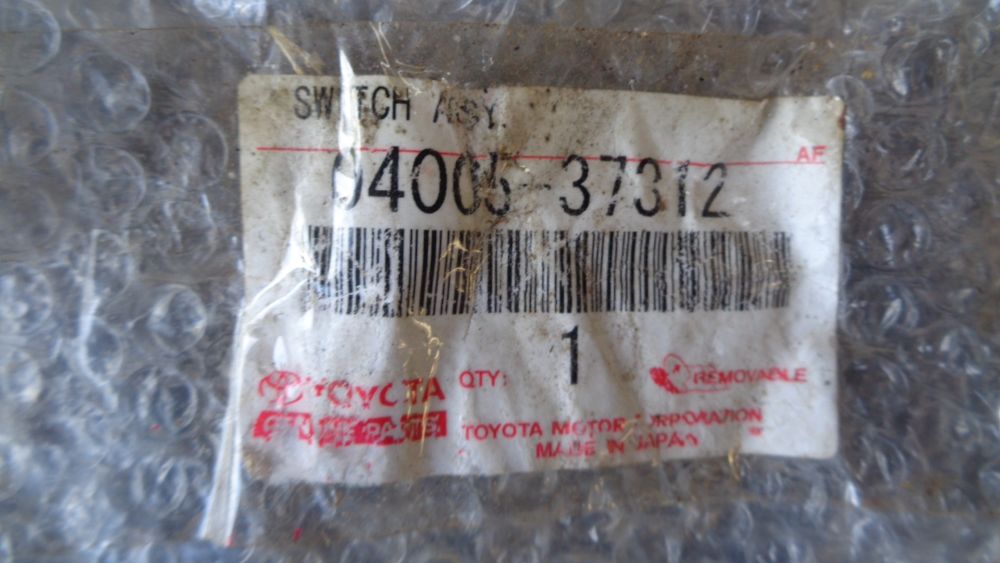 SWITCH ASSY.
AF
04005-37312
1
TOYOTA QTY: REMOVABLE
GENUINE PARTS TOYOTA MOTOR CORPORATION
MADE IN JAPAN